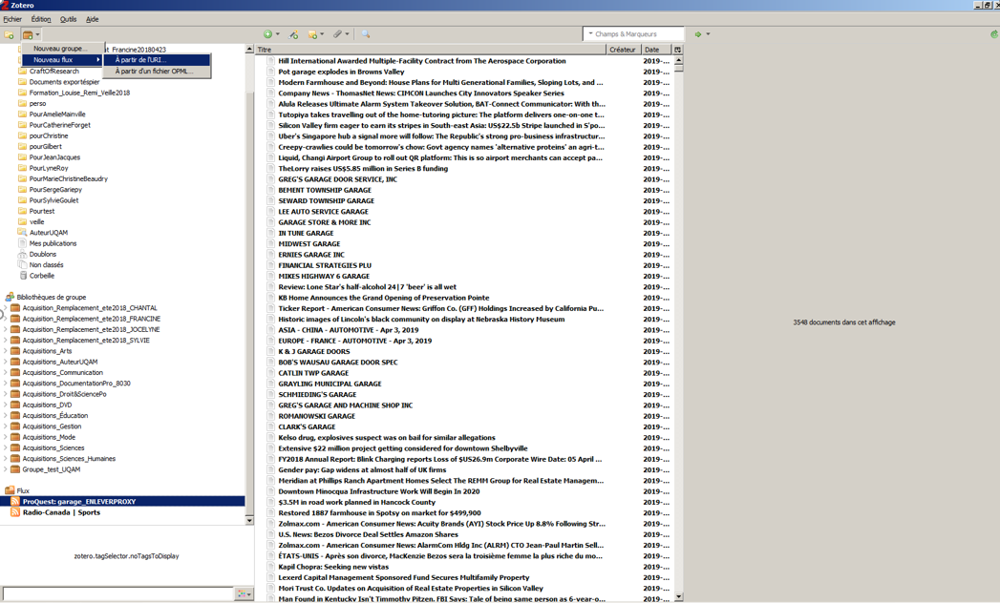 Zotero
Fichier Édition Outils Aide
Champs & Marqueurs
Nouveau groupe...
Nouveau flux
À partir de l'URI...
À partir d'un fichier OPML...
t_Francine20180423
CraftOfResearch
Documents exportéspier
Formation_Louise_Remi_Veille2018
perso
PourAmelieMainville
PourCatherineForget
pourChristine
pourGilbert
PourJeanJacques
PourLyneRoy
PourMarieChristineBeaudry
PourSergeGariepy
PourSylvieGoulet
Pourtest
veille
AuteurUQAM
Mes publications
Doublons
Non classés
Corbeille
Bibliothèques de groupe
Acquisition_Remplacement_ete2018_CHANTAL
Acquisition_Remplacement_ete2018_FRANCINE
Acquisition_Remplacement_ete2018_JOCELYNE
Acquisition_Remplacement_ete2018_SYLVIE
Acquisitions_Arts
Acquisitions_AuteurUQAM
Acquisitions_Communication
Acquisitions_DocumentationPro_8030
Acquisitions_Droit&SciencePo
Acquisitions_DVD
Acquisitions_Éducation
Acquisitions_Gestion
Acquisitions_Mode
Acquisitions_Sciences
Acquisitions_Sciences_Humaines
Groupe_test_UQAM
Flux
ProQuest: garage_ENLEVERPROXY
Radio-Canada | Sports
zotero.tagSelector.noTagsToDisplay
Titre Créateur Date
Hill International Awarded Multiple-Facility Contract from The Aerospace Corporation 2019-...
Pot garage explodes in Browns Valley 2019-...
Modern Farmhouse and Beyond: House Plans for Multi Generational Families, Sloping Lots, and ... 2019-...
Company News - ThomasNet News: CIMCON Launches City Innovators Speaker Series 2019-...
Alula Releases Ultimate Alarm System Takeover Solution, BAT-Connect Communicator: With th... 2019-...
Tutopiya takes travelling out of the home-tutoring picture: The platform delivers one-on-one t... 2019-...
Silicon Valley firm eager to earn its stripes in South-east Asia: US$22.5b Stripe launched in S'po... 2019-...
Uber's Singapore hub a signal more will follow: The Republic's strong pro-business infrastructur... 2019-...
Creepy-crawlies could be tomorrow's chow: Govt agency names 'alternative proteins' an agri-t... 2019-...
Liquid, Changi Airport Group to roll out QR platform: This is so airport merchants can accept pa... 2019-...
TheLorry raises US$5.85 million in Series B funding 2019-...
GREG'S GARAGE DOOR SERVICE, INC 2019-...
BEMENT TOWNSHIP GARAGE 2019-...
SEWARD TOWNSHIP GARAGE 2019-...
LEE AUTO SERVICE GARAGE 2019-...
GARAGE STORE & MORE INC 2019-...
IN TUNE GARAGE 2019-...
MIDWEST GARAGE 2019-...
ERNIES GARAGE INC 2019-...
FINANCIAL STRATEGIES PLU 2019-...
MIKES HIGHWAY 6 GARAGE 2019-...
Review: Lone Star's half-alcohol 24|7 'beer' is all wet 2019-...
KB Home Announces the Grand Opening of Preservation Pointe 2019-...
Ticker Report - American Consumer News: Griffon Co. (GFF) Holdings Increased by California Pu... 2019-...
Historic images of Lincoln's black community on display at Nebraska History Museum 2019-...
ASIA - CHINA - AUTOMOTIVE - Apr 3, 2019 2019-...
EUROPE - FRANCE - AUTOMOTIVE - Apr 3, 2019 2019-...
K & J GARAGE DOORS 2019-...
BOB'S WAUSAU GARAGE DOOR SPEC 2019-...
CATLIN TWP GARAGE 2019-...
GRAYLING MUNICIPAL GARAGE 2019-...
SCHMIEDING'S GARAGE 2019-...
GREG'S GARAGE AND MACHINE SHOP INC 2019-...
ROMANOWSKI GARAGE 2019-...
CLARK'S GARAGE 2019-...
Kelso drug, explosives suspect was on bail for similar allegations 2019-...
Extensive $22 million project getting considered for downtown Shelbyville 2019-...
FY2018 Annual Report: Blink Charging reports Loss of $US26.9m Corporate Wire Date: 05 April ... 2019-...
Gender pay: Gap widens at almost half of UK firms 2019-...
Meridian at Phillips Ranch Apartment Homes Select The REMM Group for Real Estate Managem... 2019-...
Downtown Minocqua Infrastructure Work Will Begin In 2020 2019-...
$3.5M in road work planned in Hancock County 2019-...
Restored 1887 farmhouse in Spotsy on market for $499,900 2019-...
Zolmax.com - American Consumer News: Acuity Brands (AYI) Stock Price Up 8.8% Following Str... 2019-...
U.S. News: Bezos Divorce Deal Settles Amazon Shares 2019-...
Zolmax.com - American Consumer News: AlarmCom Hldg Inc (ALRM) CTO Jean-Paul Martin Sell... 2019-...
ÉTATS-UNIS - Après son divorce, MacKenzie Bezos sera la troisième femme la plus riche du mo... 2019-...
Kapil Chopra: Seeking new vistas 2019-...
Lexerd Capital Management Sponsored Fund Secures Multifamily Property 2019-...
Mori Trust Co. Updates on Acquisition of Real Estate Properties in Silicon Valley 2019-...
Man Found in Kentucky Isn't Timmothy Pitzen, FBI Says: Tale of being same person as 6-year-o... 2019-...
3548 documents dans cet affichage